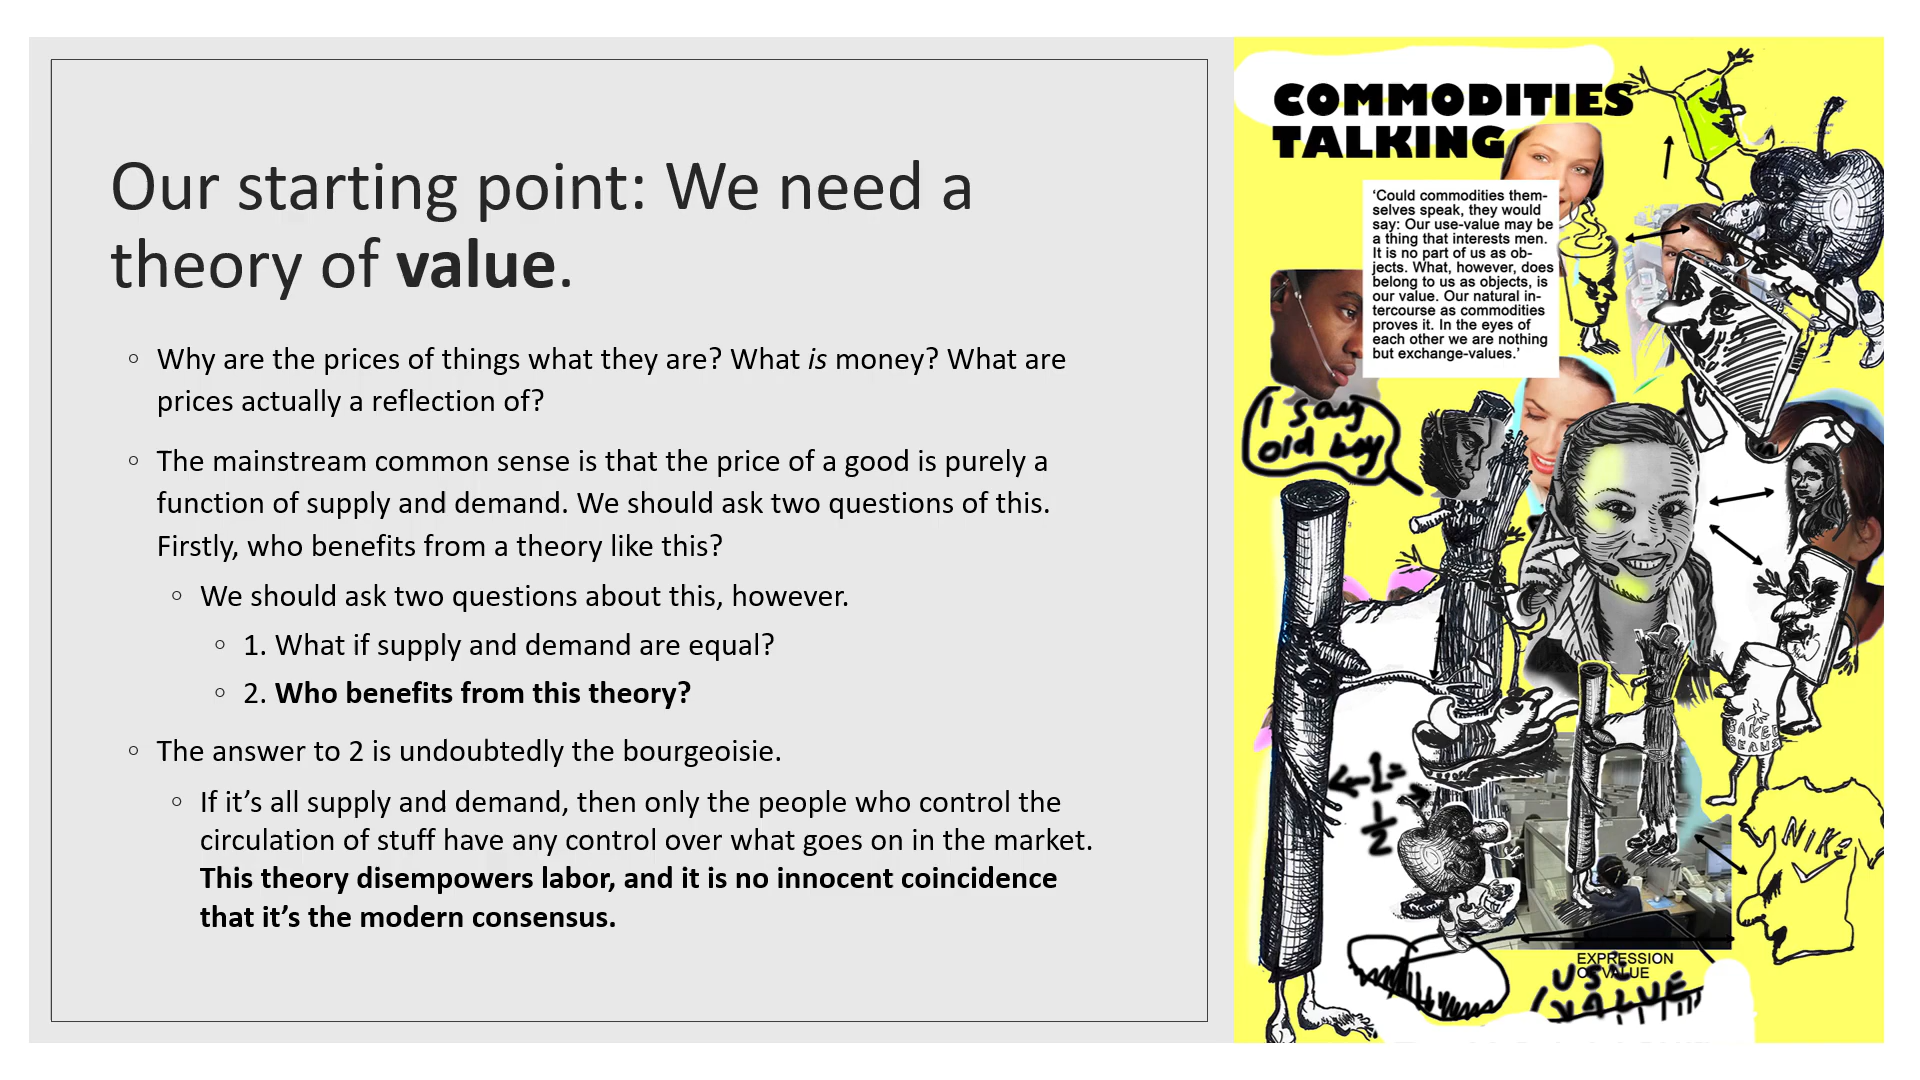 Our starting point: We need a
theory of value.
◦ Why are the prices of things what they are? What is money? What are
prices actually a reflection of?
◦ The mainstream common sense is that the price of a good is purely a
function of supply and demand. We should ask two questions of this.
Firstly, who benefits from a theory like this?
◦ We should ask two questions about this, however.
◦ 1. What if supply and demand are equal?
◦ 2. Who benefits from this theory?
◦ The answer to 2 is undoubtedly the bourgeoisie.
◦ If it’s all supply and demand, then only the people who control the
circulation of stuff have any control over what goes on in the market.
This theory disempowers labor, and it is no innocent coincidence
that it’s the modern consensus.
COMMODITIES
TALKING
‘Could commodities them-
selves speak, they would
say: Our use-value may be
a thing that interests men.
It is no part of us as ob-
jects. What, however, does
belong to us as objects, is
our value. Our natural in-
tercourse as commodities
proves it. In the eyes of
each other we are nothing
but exchange-values.’
I say
old boy
1=
1
2
BAKED
BEANS
NIKE
EXPRESSION
OF VALUE
USE
VALUE